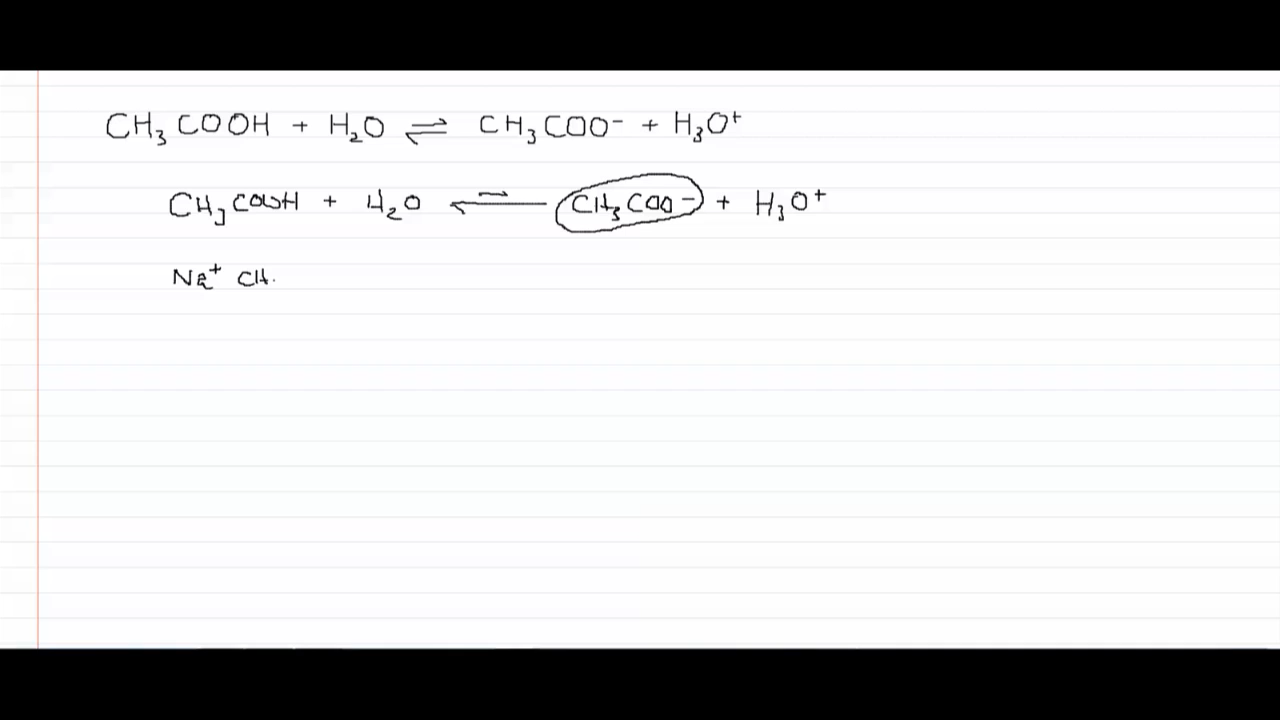 CH₃COOH + H₂O ⇌ CH₃COO⁻ + H₃O⁺
CH₃COOH + H₂O ⇌ CH₃COO⁻ + H₃O⁺
Na⁺ CH